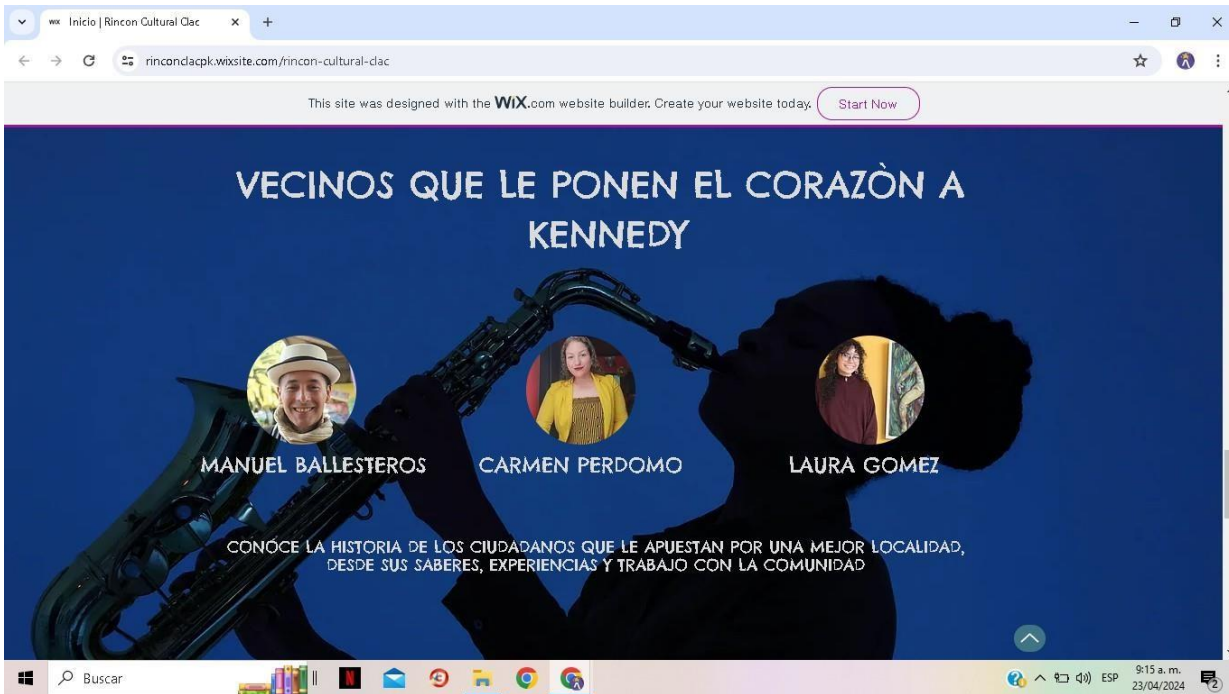 Inicio | Rincon Cultural Clac
rinconclacpk.wixsite.com/rincon-cultural-clac
This site was designed with the WiX.com website builder. Create your website today. Start Now
VECINOS QUE LE PONEN EL CORAZÒN A
KENNEDY
MANUEL BALLESTEROS CARMEN PERDOMO LAURA GOMEZ
CONOCE LA HISTORIA DE LOS CIUDADANOS QUE LE APUESTAN POR UNA MEJOR LOCALIDAD,
DESDE SUS SABERES, EXPERIENCIAS Y TRABAJO CON LA COMUNIDAD
Buscar
ESP
9:15 a. m.
23/04/2024
2